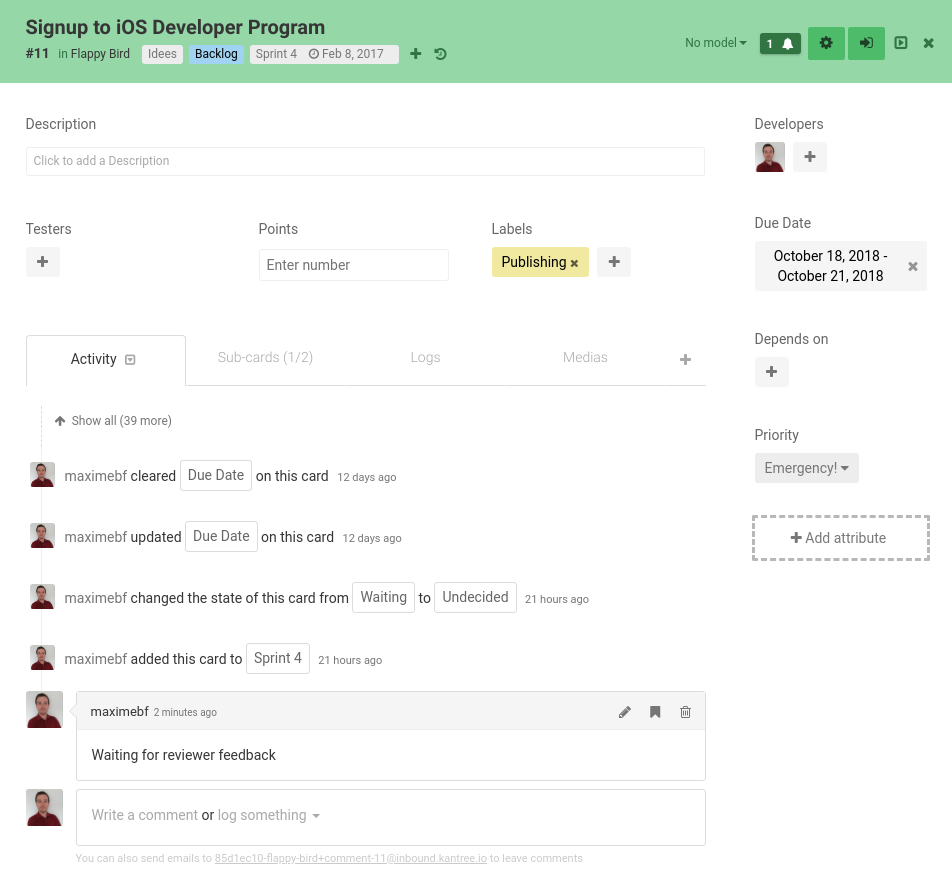 Signup to iOS Developer Program
#11 in Flappy Bird Idees Backlog Sprint 4 Feb 8, 2017
No model 1
Description
Click to add a Description
Testers
Points
Enter number
Labels
Publishing
Developers
Due Date
October 18, 2018 -
October 21, 2018
Depends on
Priority
Emergency!
Add attribute
Activity Sub-cards (1/2) Logs Medias
Show all (39 more)
maximebf cleared Due Date on this card 12 days ago
maximebf updated Due Date on this card 12 days ago
maximebf changed the state of this card from Waiting to Undecided 21 hours ago
maximebf added this card to Sprint 4 21 hours ago
maximebf 2 minutes ago
Waiting for reviewer feedback
Write a comment or log something
You can also send emails to 85d1ec10-flappy-bird+comment-11@inbound.kantree.io to leave comments